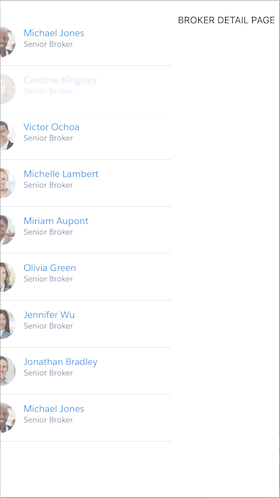 BROKER DETAIL PAGE
Michael Jones
Senior Broker
Caroline Kingsley
Senior Broker
Victor Ochoa
Senior Broker
Michelle Lambert
Senior Broker
Miriam Aupont
Senior Broker
Olivia Green
Senior Broker
Jennifer Wu
Senior Broker
Jonathan Bradley
Senior Broker
Michael Jones
Senior Broker